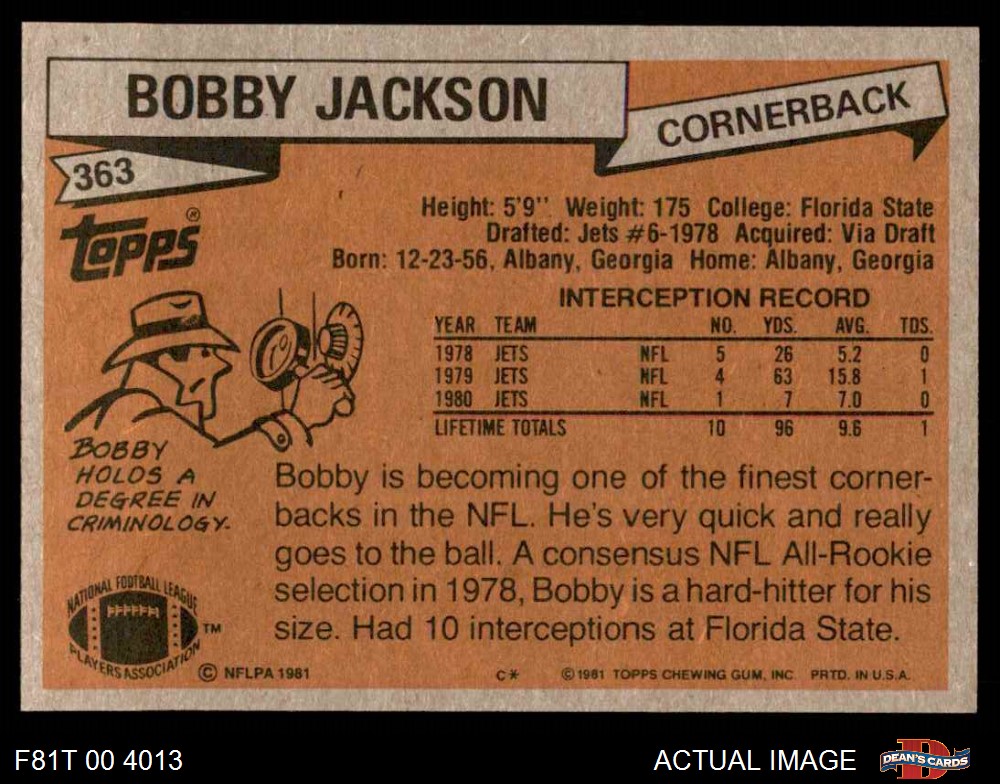 BOBBY JACKSON
CORNERBACK
363
Topps®
Height: 5'9'' Weight: 175 College: Florida State
Drafted: Jets #6-1978 Acquired: Via Draft
Born: 12-23-56, Albany, Georgia Home: Albany, Georgia
INTERCEPTION RECORD
YEAR TEAM NO. YDS. AVG. TDS.
1978 JETS NFL 5 26 5.2 0
1979 JETS NFL 4 63 15.8 1
1980 JETS NFL 1 7 7.0 0
LIFETIME TOTALS 10 96 9.6 1
BOBBY
HOLDS A
DEGREE IN
CRIMINOLOGY.
Bobby is becoming one of the finest corner-
backs in the NFL. He's very quick and really
goes to the ball. A consensus NFL All-Rookie
selection in 1978, Bobby is a hard-hitter for his
size. Had 10 interceptions at Florida State.
NATIONAL FOOTBALL LEAGUE
PLAYERS ASSOCIATION
TM
© NFLPA 1981
C*
© 1981 TOPPS CHEWING GUM, INC. PRTD. IN U.S.A.
F81T 00 4013
ACTUAL IMAGE
D
DEAN'S CARDS